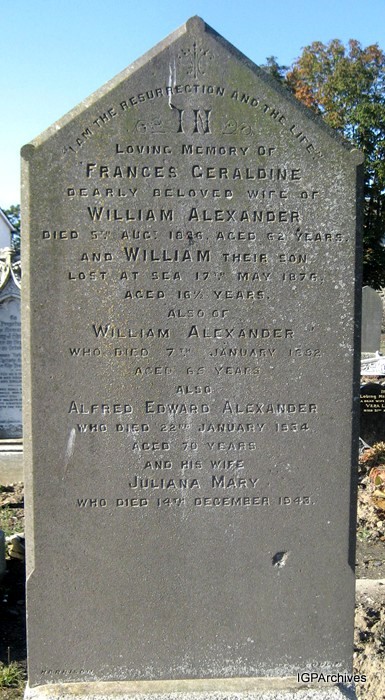 "I AM THE RESURRECTION AND THE LIFE"
IN
LOVING MEMORY OF
FRANCES GERALDINE
DEARLY BELOVED WIFE OF
WILLIAM ALEXANDER
DIED 5TH AUGT 1886, AGED 62 YEARS.
AND WILLIAM THEIR SON
LOST AT SEA 17TH MAY 1876,
AGED 16½ YEARS.
ALSO OF
WILLIAM ALEXANDER
WHO DIED 7TH JANUARY 1892
AGED 65 YEARS
ALSO
ALFRED EDWARD ALEXANDER
WHO DIED 22ND JANUARY 1934
AGED 70 YEARS
AND HIS WIFE
JULIANA MARY
WHO DIED 14TH DECEMBER 1943.
IGPArchives